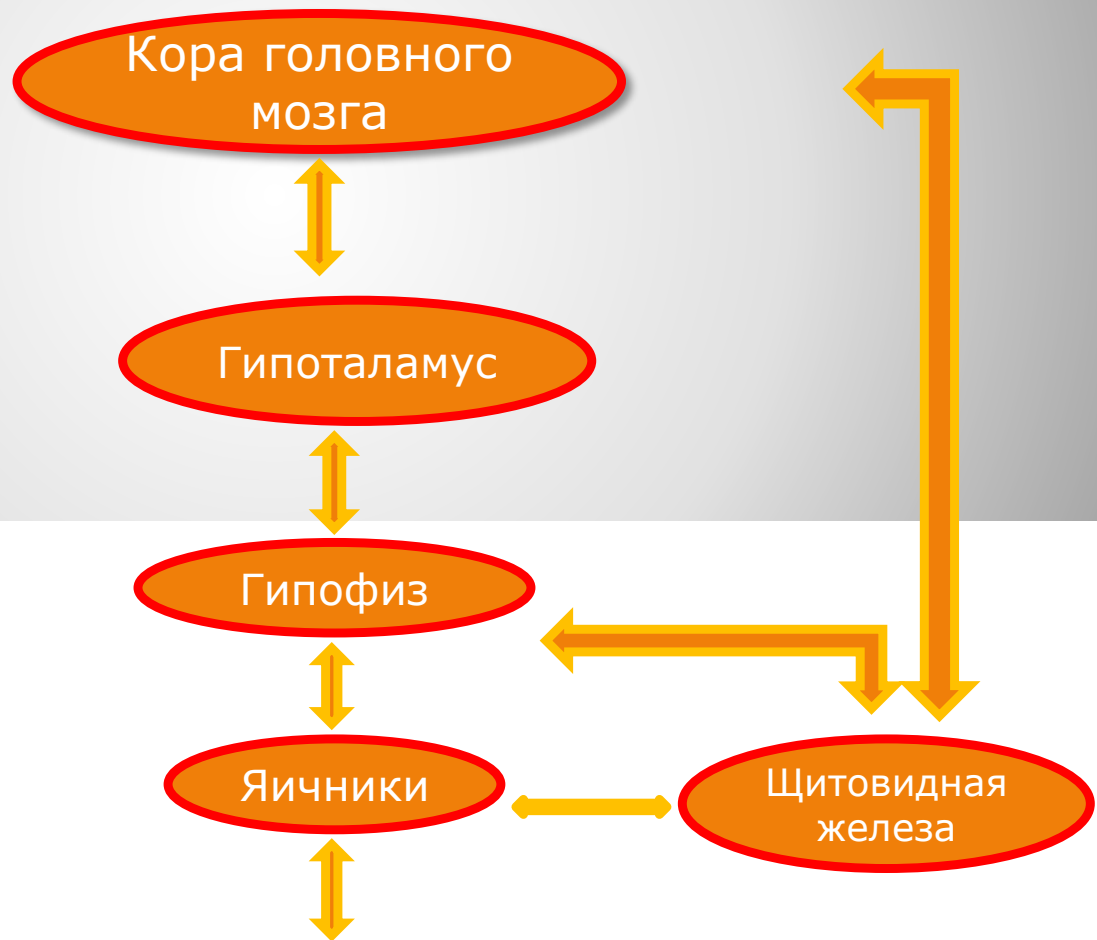 Кора головного
мозга
Гипоталамус
Гипофиз
Яичники
Щитовидная
железа